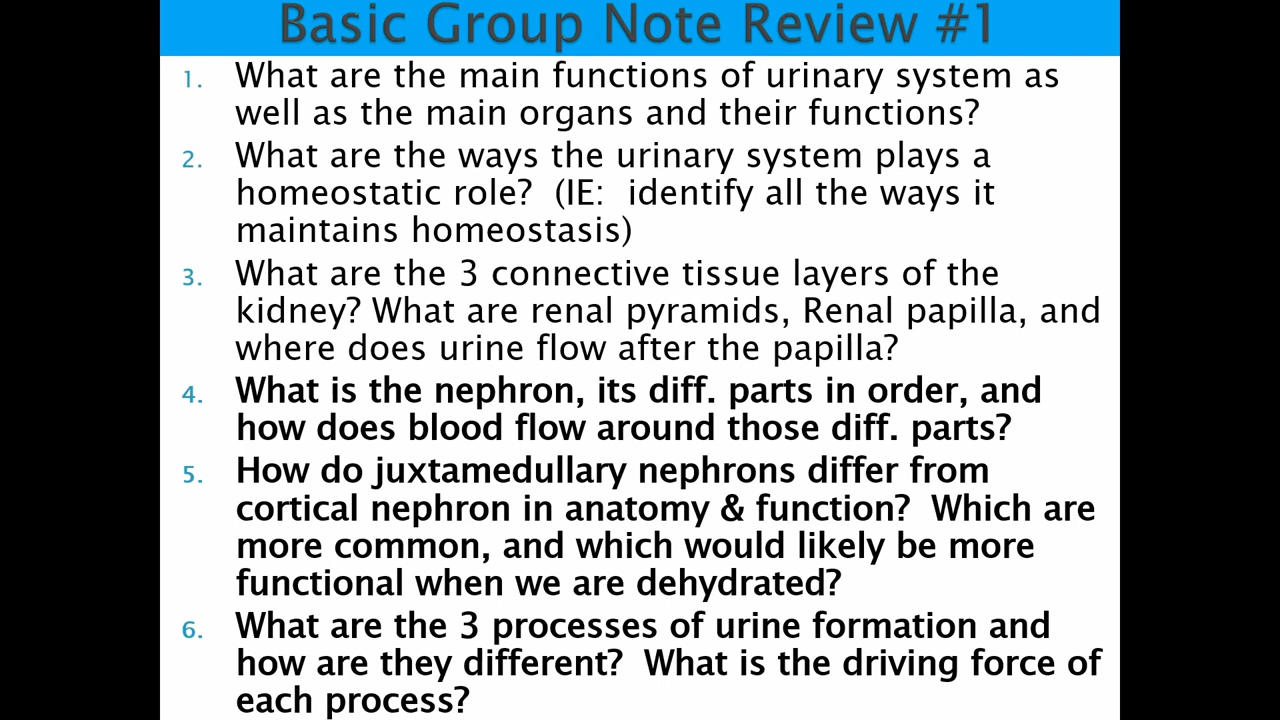 Basic Group Note Review #1
1. What are the main functions of urinary system as
well as the main organs and their functions?
2. What are the ways the urinary system plays a
homeostatic role?  (IE:  identify all the ways it
maintains homeostasis)
3. What are the 3 connective tissue layers of the
kidney? What are renal pyramids, Renal papilla, and
where does urine flow after the papilla?
4. What is the nephron, its diff. parts in order, and
how does blood flow around those diff. parts?
5. How do juxtamedullary nephrons differ from
cortical nephron in anatomy & function?  Which are
more common, and which would likely be more
functional when we are dehydrated?
6. What are the 3 processes of urine formation and
how are they different?  What is the driving force of
each process?